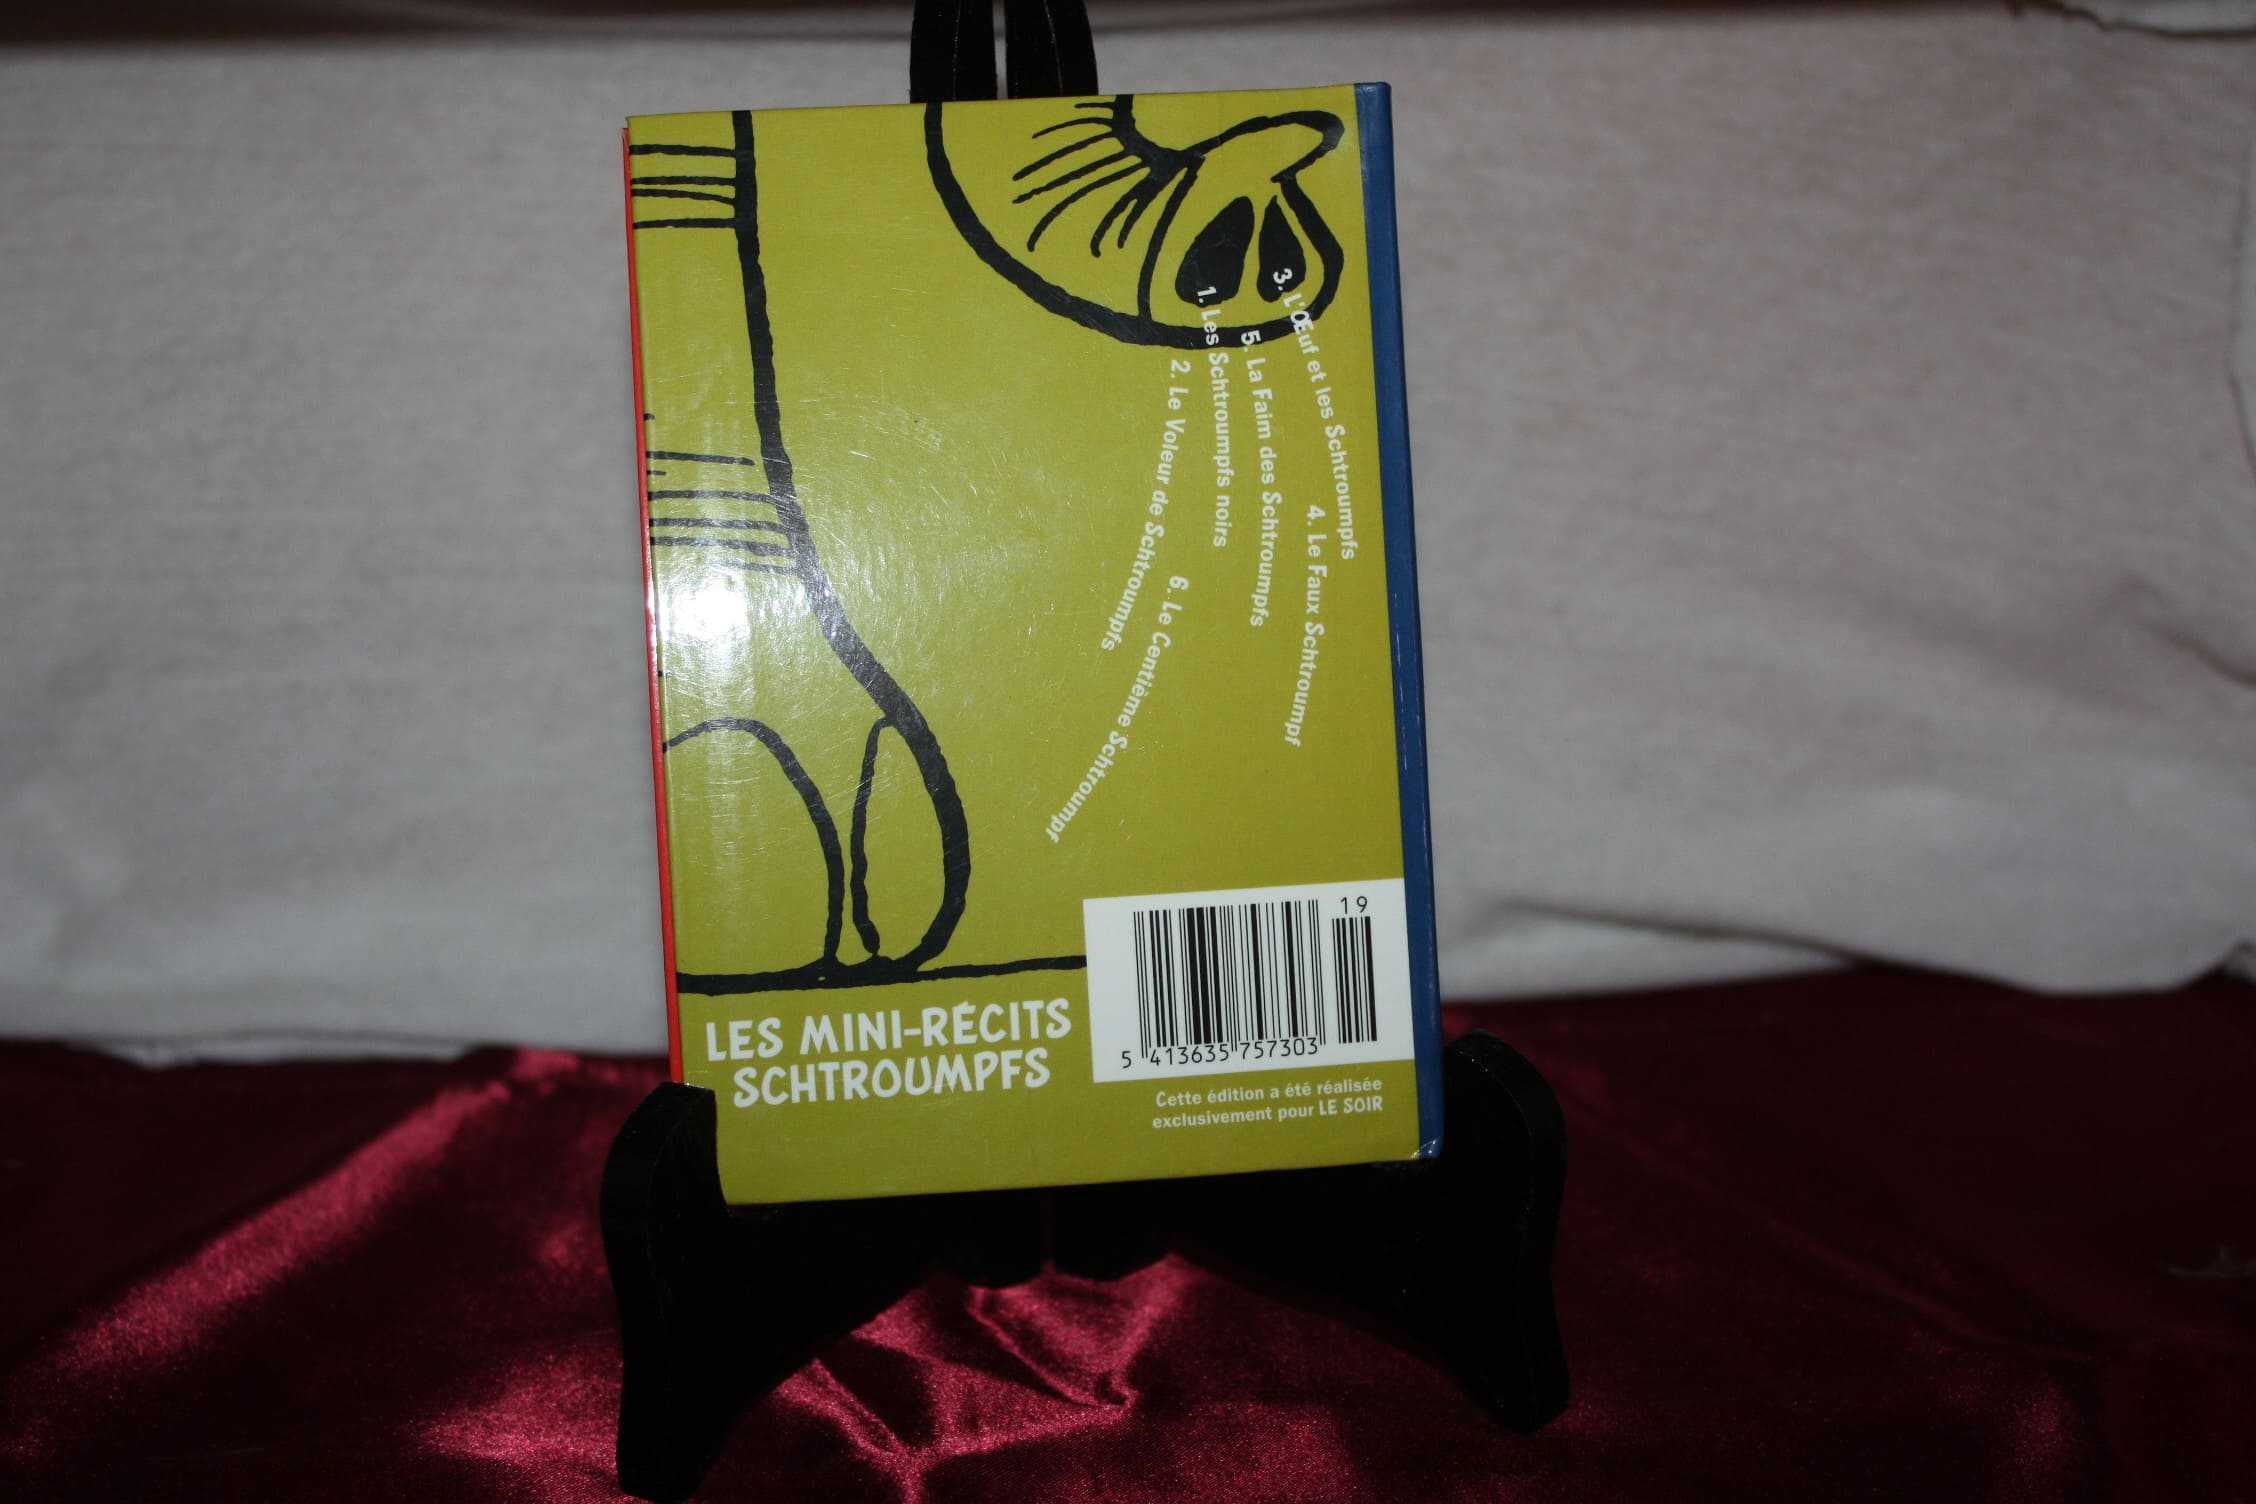 3. L'Œuf et les Schtroumpfs
1. Les Schtroumpfs noirs
5. La Faim des Schtroumpfs
2. Le Voleur de Schtroumpfs
4. Le Faux Schtroumpf
6. Le Centième Schtroumpf
19
5 413635 757303
LES MINI-RÉCITS
SCHTROUMPFS
Cette édition a été réalisée
exclusivement pour LE SOIR